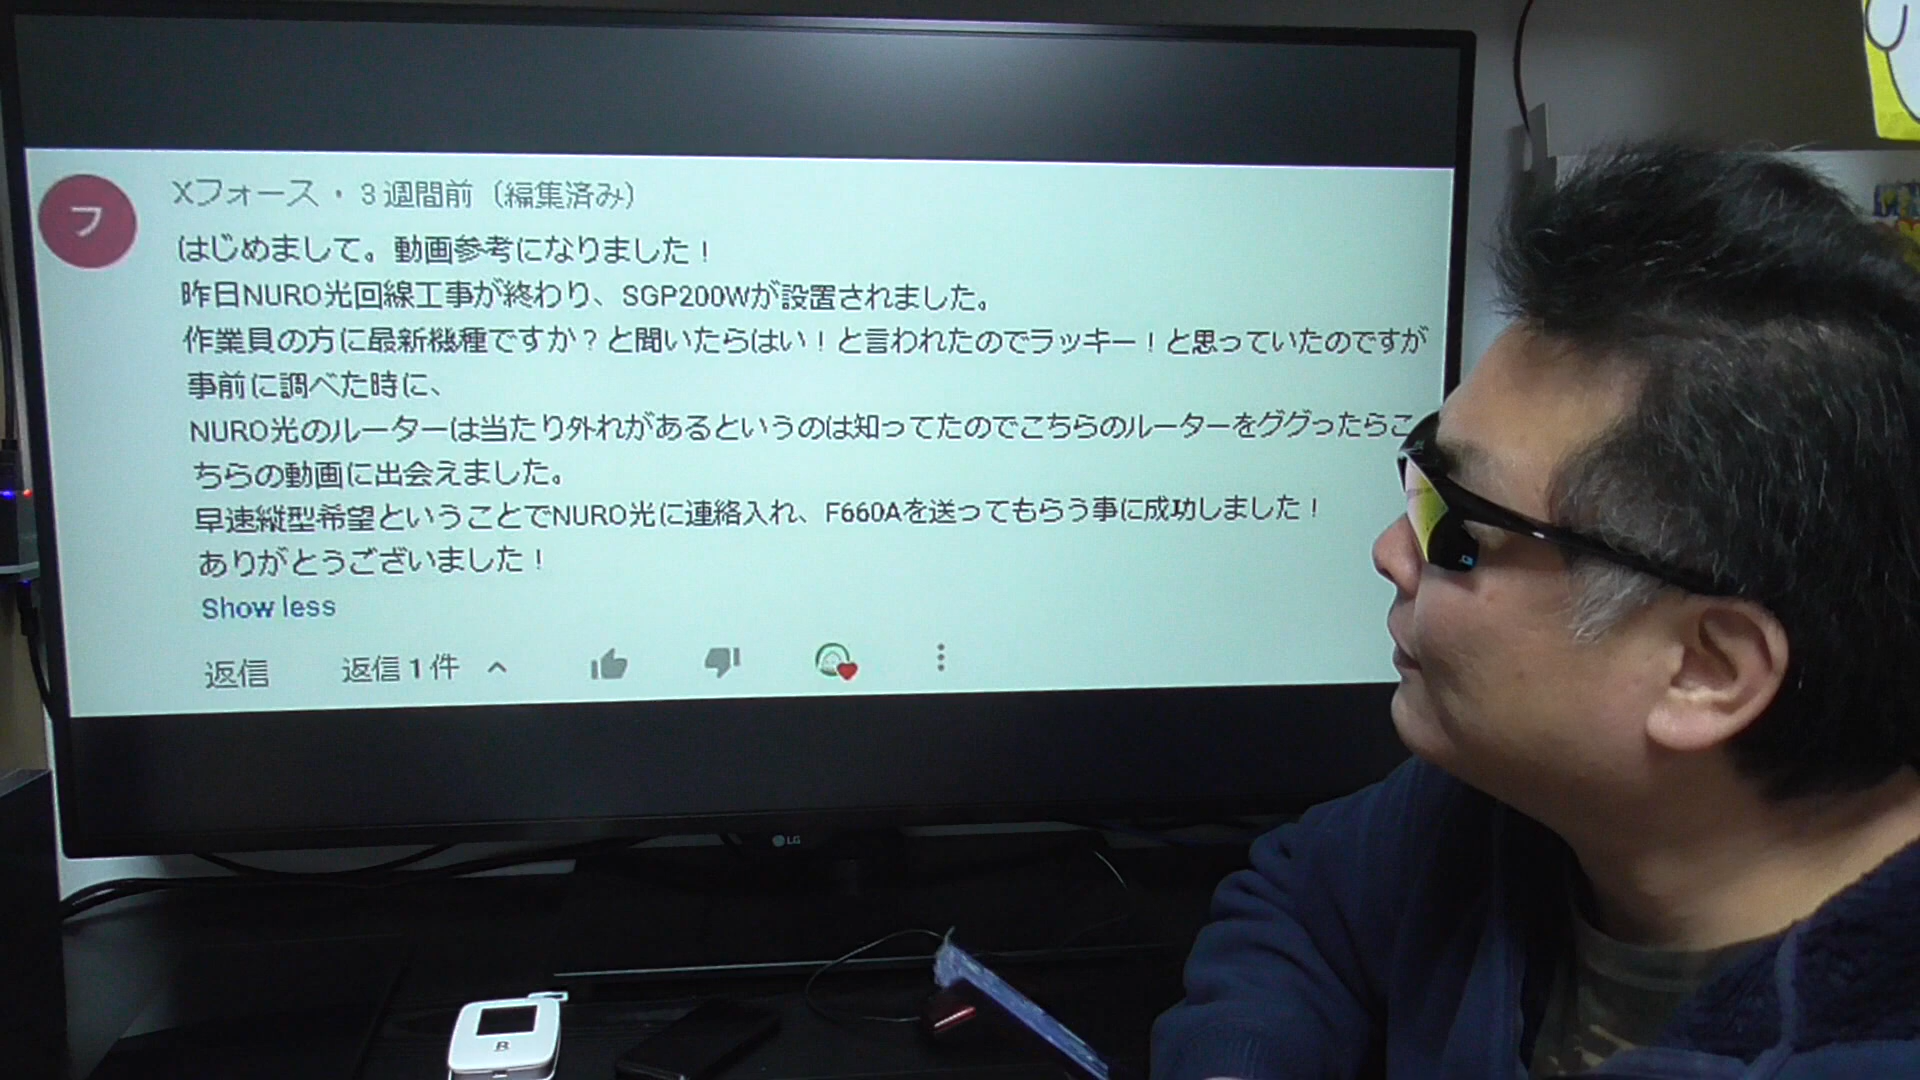 フ
Xフォース・3 週間前（編集済み）
はじめまして。動画参考になりました！
昨日NURO光回線工事が終わり、SGP200Wが設置されました。
作業員の方に最新機種ですか？と聞いたらはい！と言われたのでラッキー！と思っていたのですが
事前に調べた時に、
NURO光のルーターは当たり外れがあるというのは知ってたのでこちらのルーターをググったらこ
ちらの動画に出会えました。
早速縦型希望ということでNURO光に連絡入れ、F660Aを送ってもらう事に成功しました！
ありがとうございました！
Show less
返信 返信 1 件
LG